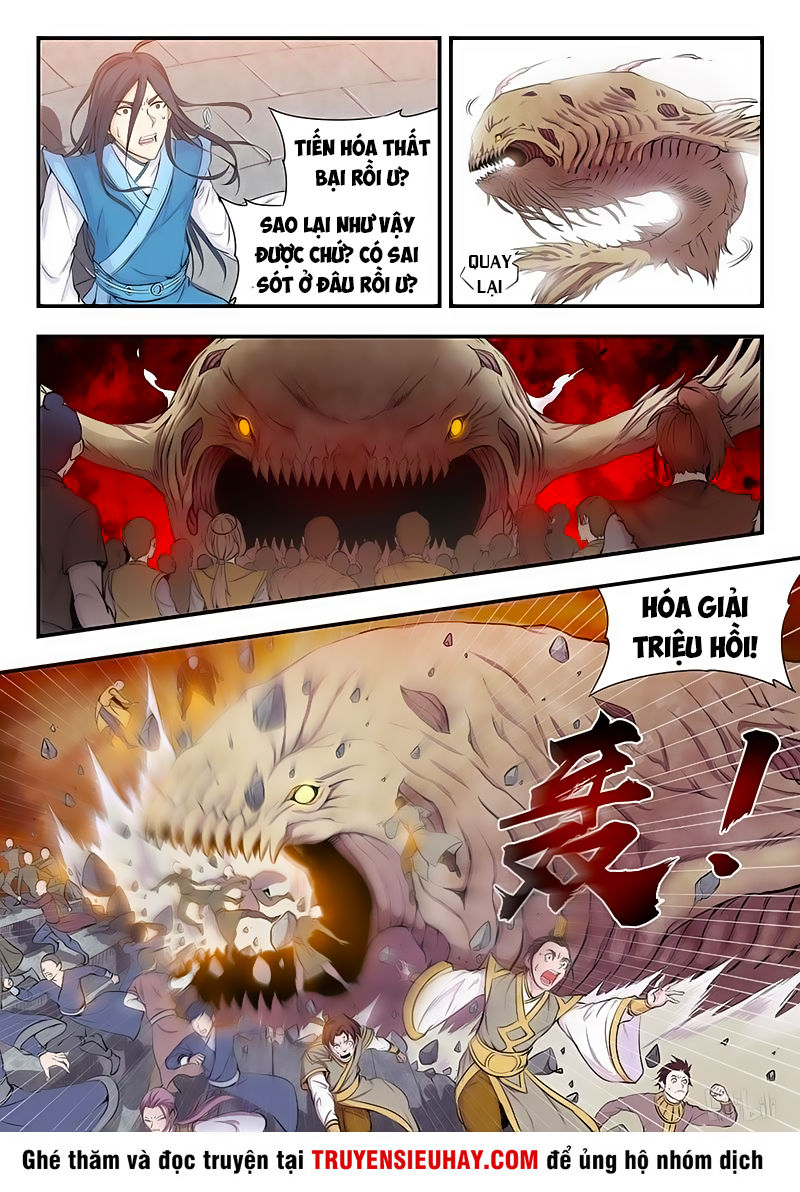 TIẾN HÓA THẤT
BẠI RỒI Ư?
SAO LẠI NHƯ VẬY
ĐƯỢC CHỨ? CÓ SAI
SÓT Ở ĐÂU RỒI Ư?
QUAY
LẠI
HÓA GIẢI
TRIỆU HỒI!
轰!
Ghé thăm và đọc truyện tại TRUYENSIEUHAY.COM để ủng hộ nhóm dịch